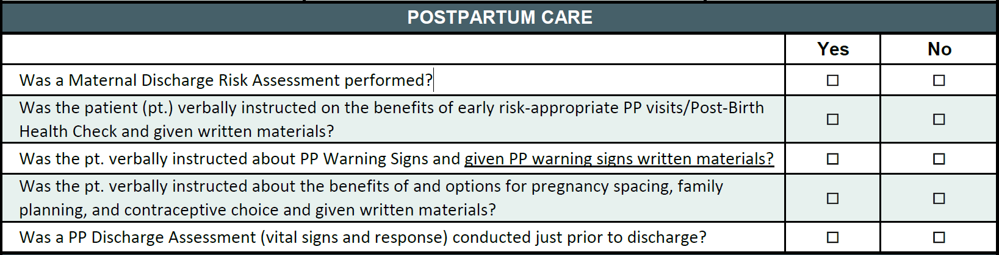 POSTPARTUM CARE
Yes No
Was a Maternal Discharge Risk Assessment performed? ☐ ☐
Was the patient (pt.) verbally instructed on the benefits of early risk-appropriate PP visits/Post-Birth
Health Check and given written materials? ☐ ☐
Was the pt. verbally instructed about PP Warning Signs and given PP warning signs written materials? ☐ ☐
Was the pt. verbally instructed about the benefits of and options for pregnancy spacing, family
planning, and contraceptive choice and given written materials? ☐ ☐
Was a PP Discharge Assessment (vital signs and response) conducted just prior to discharge? ☐ ☐